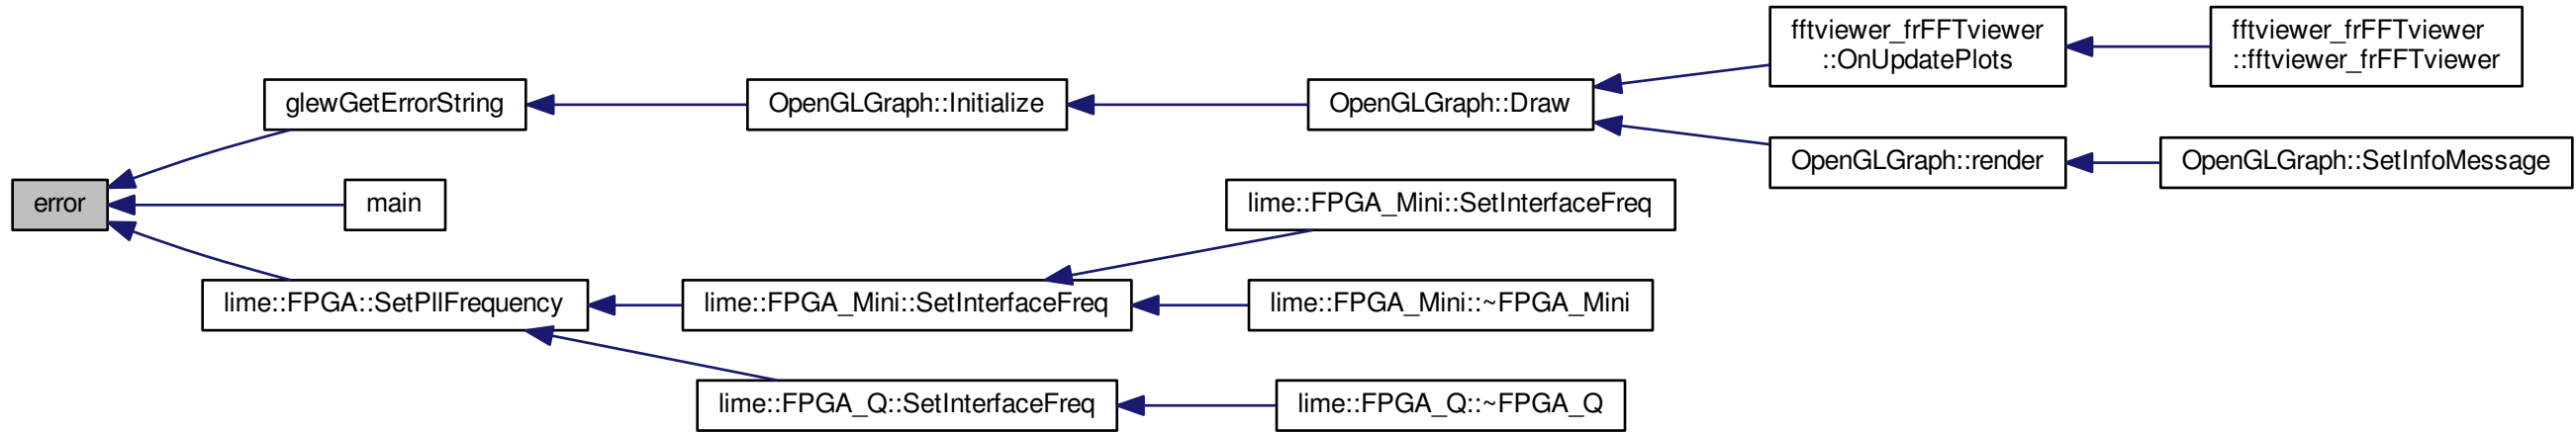 error
glewGetErrorString
main
lime::FPGA::SetPllFrequency
OpenGLGraph::Initialize
lime::FPGA_Mini::SetInterfaceFreq
lime::FPGA_Q::SetInterfaceFreq
OpenGLGraph::Draw
lime::FPGA_Mini::SetInterfaceFreq
lime::FPGA_Mini::~FPGA_Mini
lime::FPGA_Q::~FPGA_Q
fftviewer_frFFTviewer
::OnUpdatePlots
OpenGLGraph::render
fftviewer_frFFTviewer
::fftviewer_frFFTviewer
OpenGLGraph::SetInfoMessage